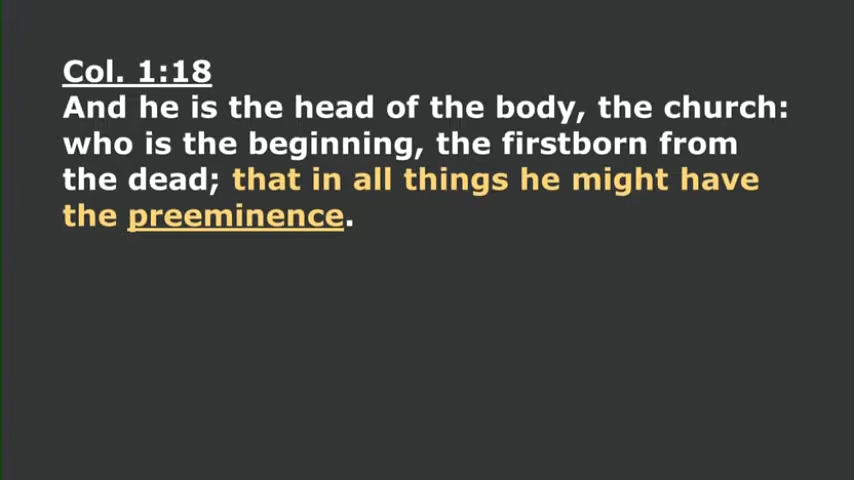 Col. 1:18
And he is the head of the body, the church:
who is the beginning, the firstborn from
the dead; that in all things he might have
the preeminence.